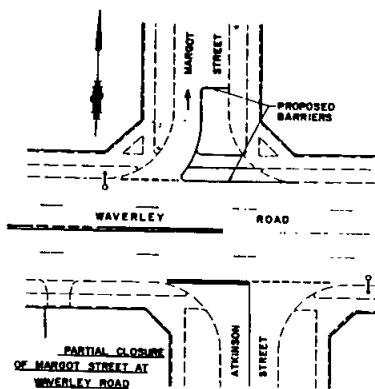 MARGOT
STREET
PROPOSED
BARRIERS
WAVERLEY ROAD
ATKINSON
STREET
PARTIAL CLOSURE
OF MARGOT STREET AT
WAVERLEY ROAD